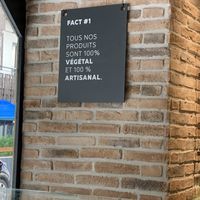 FACT #1
TOUS NOS
PRODUITS
SONT 100%
VÉGÉTAL
ET 100 %
ARTISANAL.